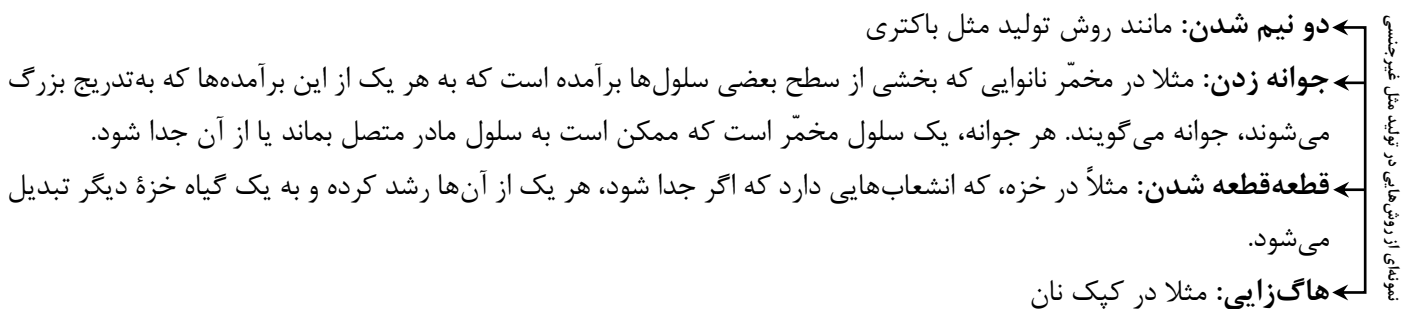 نمونه‌ای از روش‌هایی در تولید مثل غیرجنسی
دو نیم شدن: مانند روش تولید مثل باکتری
جوانه زدن: مثلا در مخمّر نانوایی که بخشی از سطح بعضی سلول‌ها برآمده است که به هر یک از این برآمده‌ها که به‌تدریج بزرگ
می‌شوند، جوانه می‌گویند. هر جوانه، یک سلول مخمّر است که ممکن است به سلول مادر متصل بماند یا از آن جدا شود.
قطعه‌قطعه شدن: مثلاً در خزه، که انشعاب‌هایی دارد که اگر جدا شود، هر یک از آن‌ها رشد کرده و به یک گیاه خزهٔ دیگر تبدیل
می‌شود.
هاگ‌زایی: مثلا در کپک نان